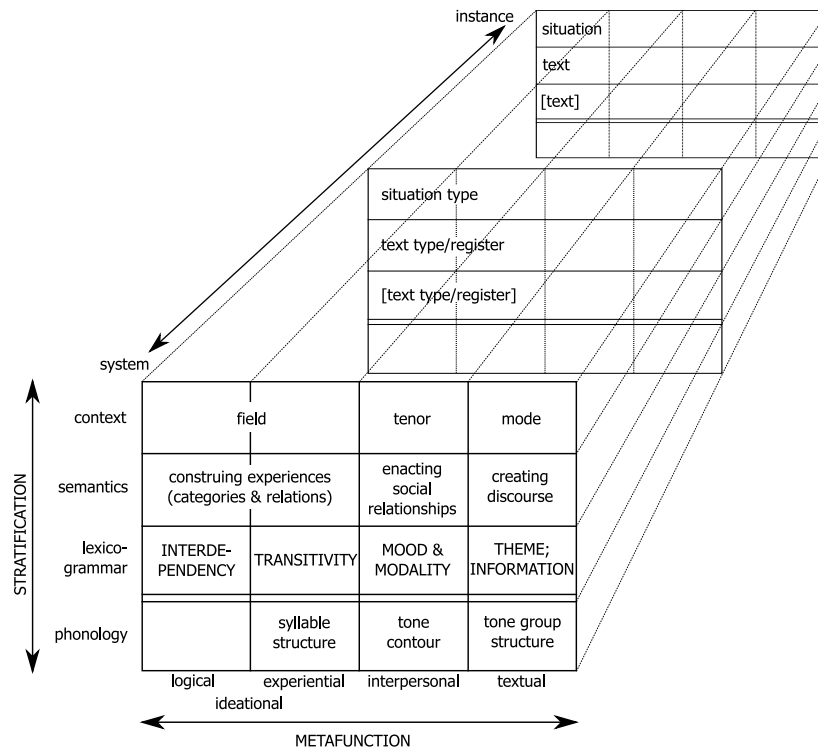 instance
situation
text
[text]
situation type
text type/register
[text type/register]
system
context
field
tenor
mode
semantics
construing experiences
(categories & relations)
enacting
social
relationships
creating
discourse
lexico-
grammar
INTERDE-
PENDENCY
TRANSITIVITY
MOOD &
MODALITY
THEME;
INFORMATION
phonology
syllable
structure
tone
contour
tone group
structure
STRATIFICATION
logical
experiential
interpersonal
textual
ideational
METAFUNCTION